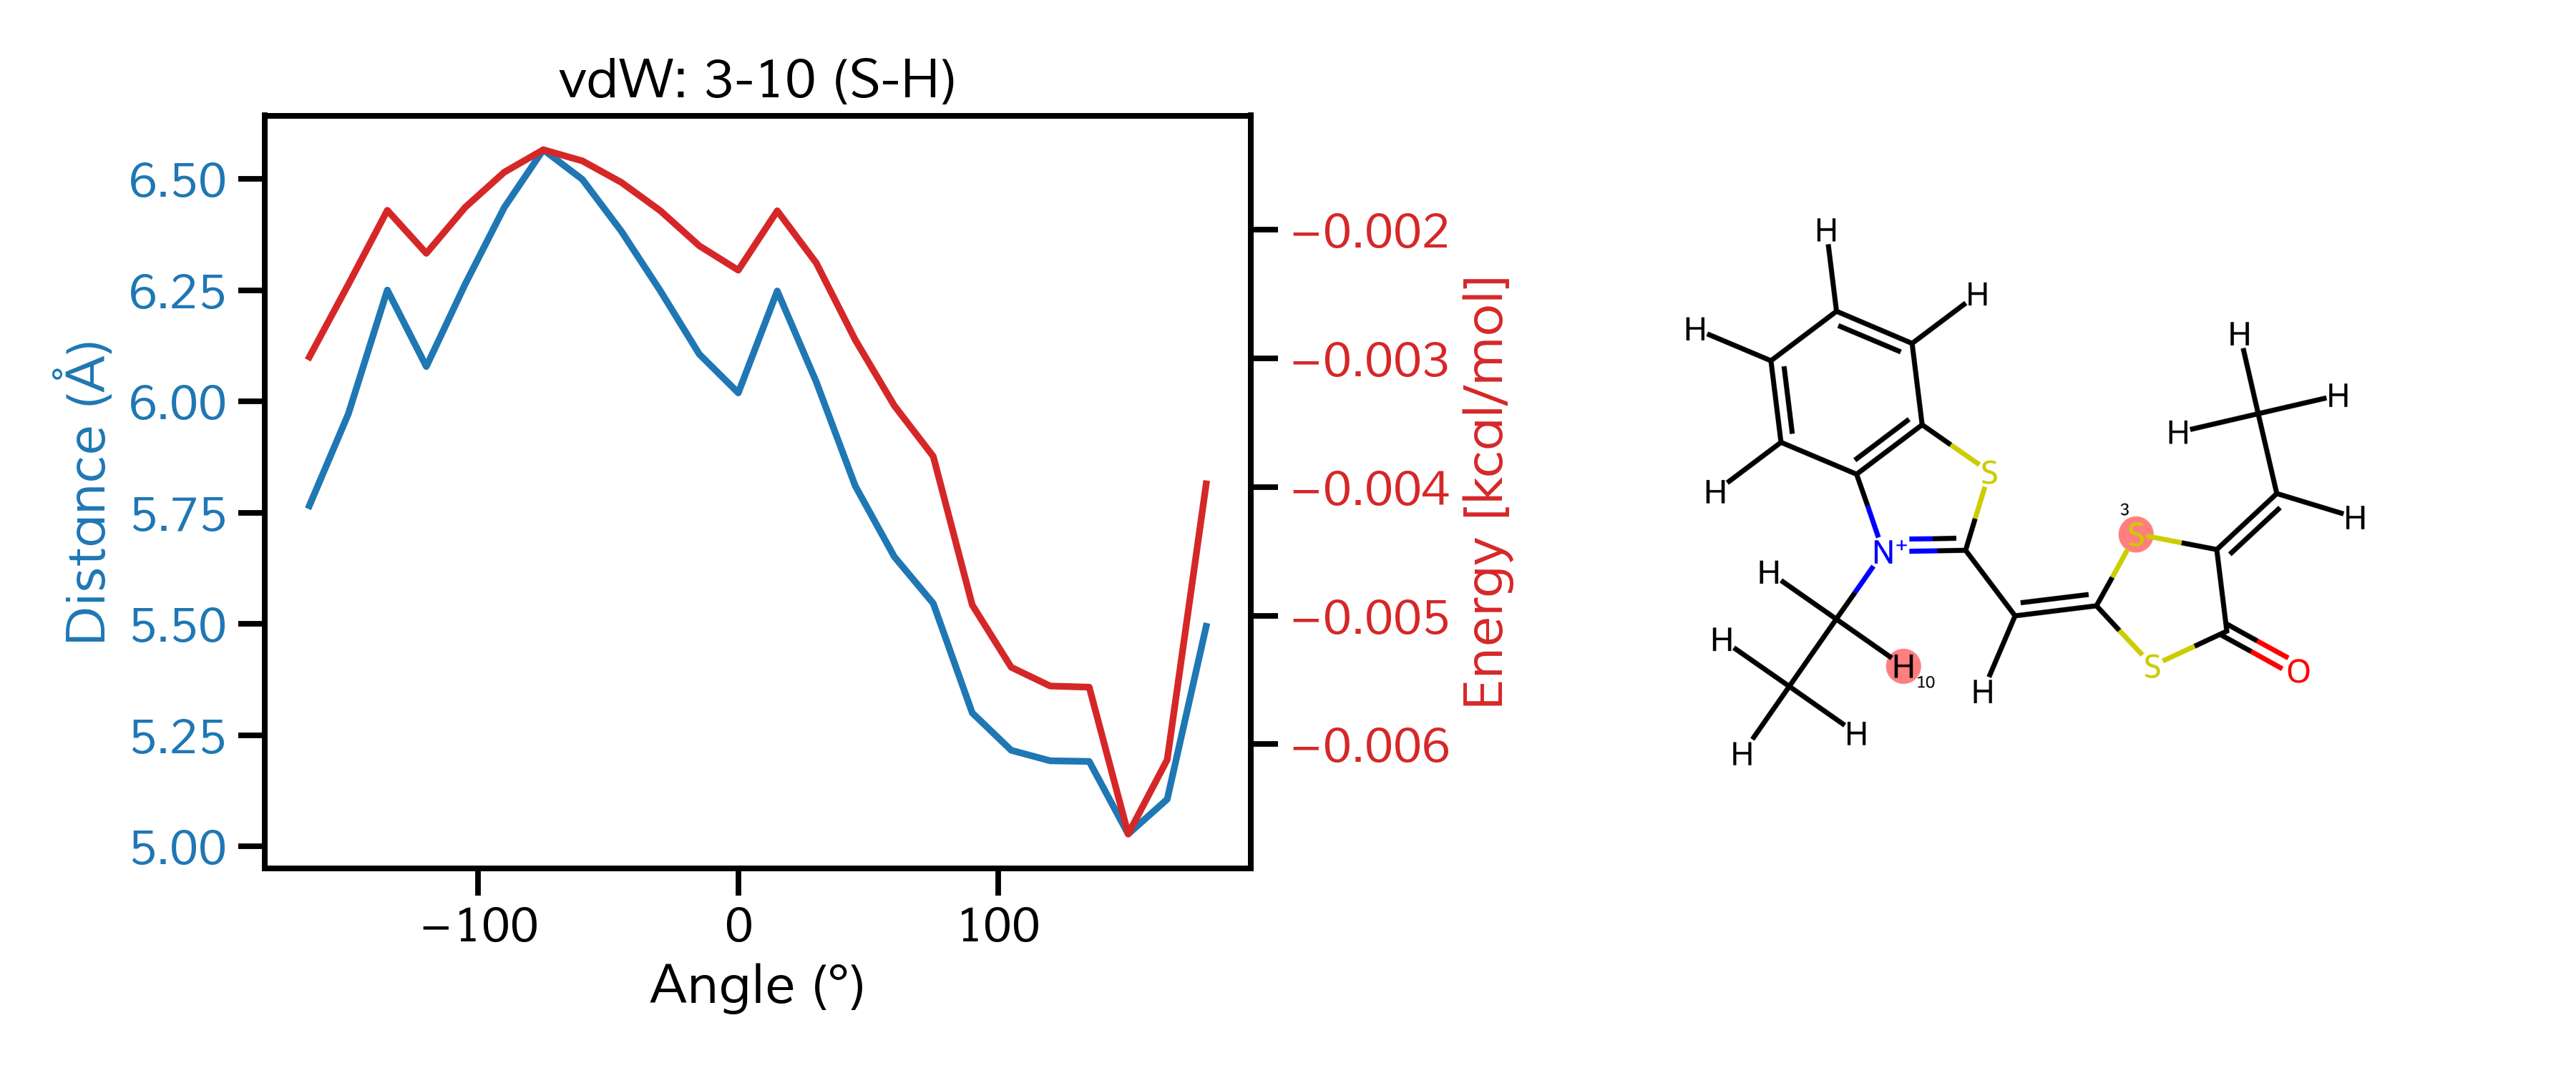 vdW: 3-10 (S-H)
6.50
6.25
6.00
5.75
5.50
5.25
5.00
Distance (Å)
−100
0
100
Angle (°)
−0.002
−0.003
−0.004
−0.005
−0.006
Energy [kcal/mol]
H
H
H
H
H
H
H
S
3
S
H
N+
H
H
H
10
S
O
H
H
H